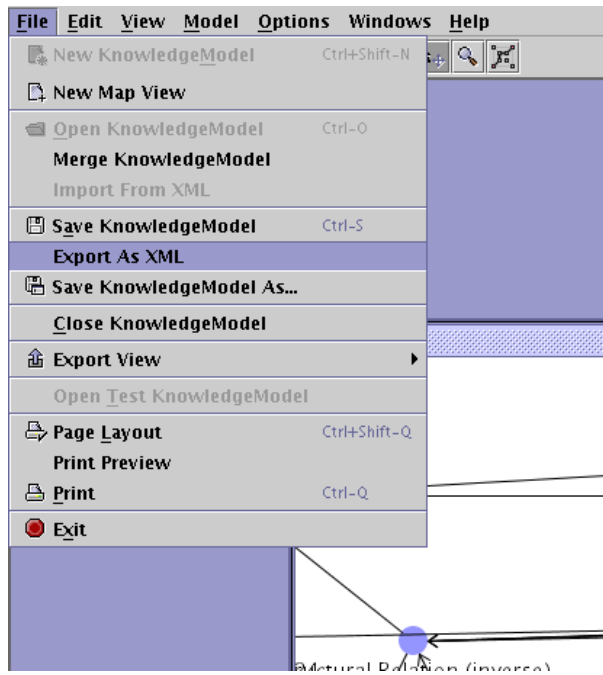 File Edit View Model Options Windows Help
New KnowledgeModel Ctrl+Shift-N
New Map View
Open KnowledgeModel Ctrl-O
Merge KnowledgeModel
Import From XML
Save KnowledgeModel Ctrl-S
Export As XML
Save KnowledgeModel As...
Close KnowledgeModel
Export View
Open Test KnowledgeModel
Page Layout Ctrl+Shift-Q
Print Preview
Print Ctrl-Q
Exit
Relation (inverse)